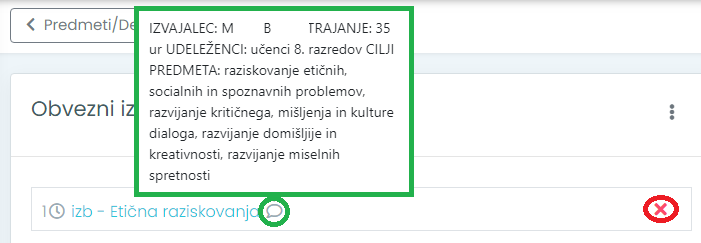 Predmeti/De
IZVAJALEC: M B TRAJANJE: 35
ur UDELEŽENCI: učenci 8. razredov CILJI
PREDMETA: raziskovanje etičnih,
socialnih in spoznavnih problemov,
razvijanje kritičnega, mišljenja in kulture
dialoga, razvijanje domišljije in
kreativnosti, razvijanje miselnih
spretnosti
Obvezni iz
1 izb - Etična raziskovanja